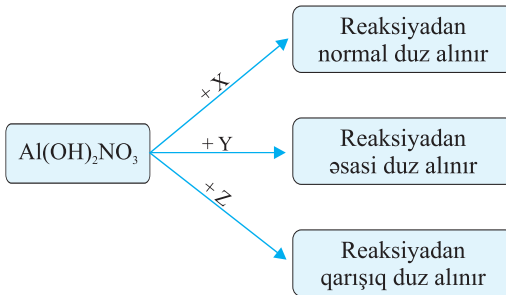 Reaksiyadan
normal duz alınır
+ X
Al(OH)₂NO₃
+ Y
Reaksiyadan
əsasi duz alınır
+ Z
Reaksiyadan
qarışıq duz alınır